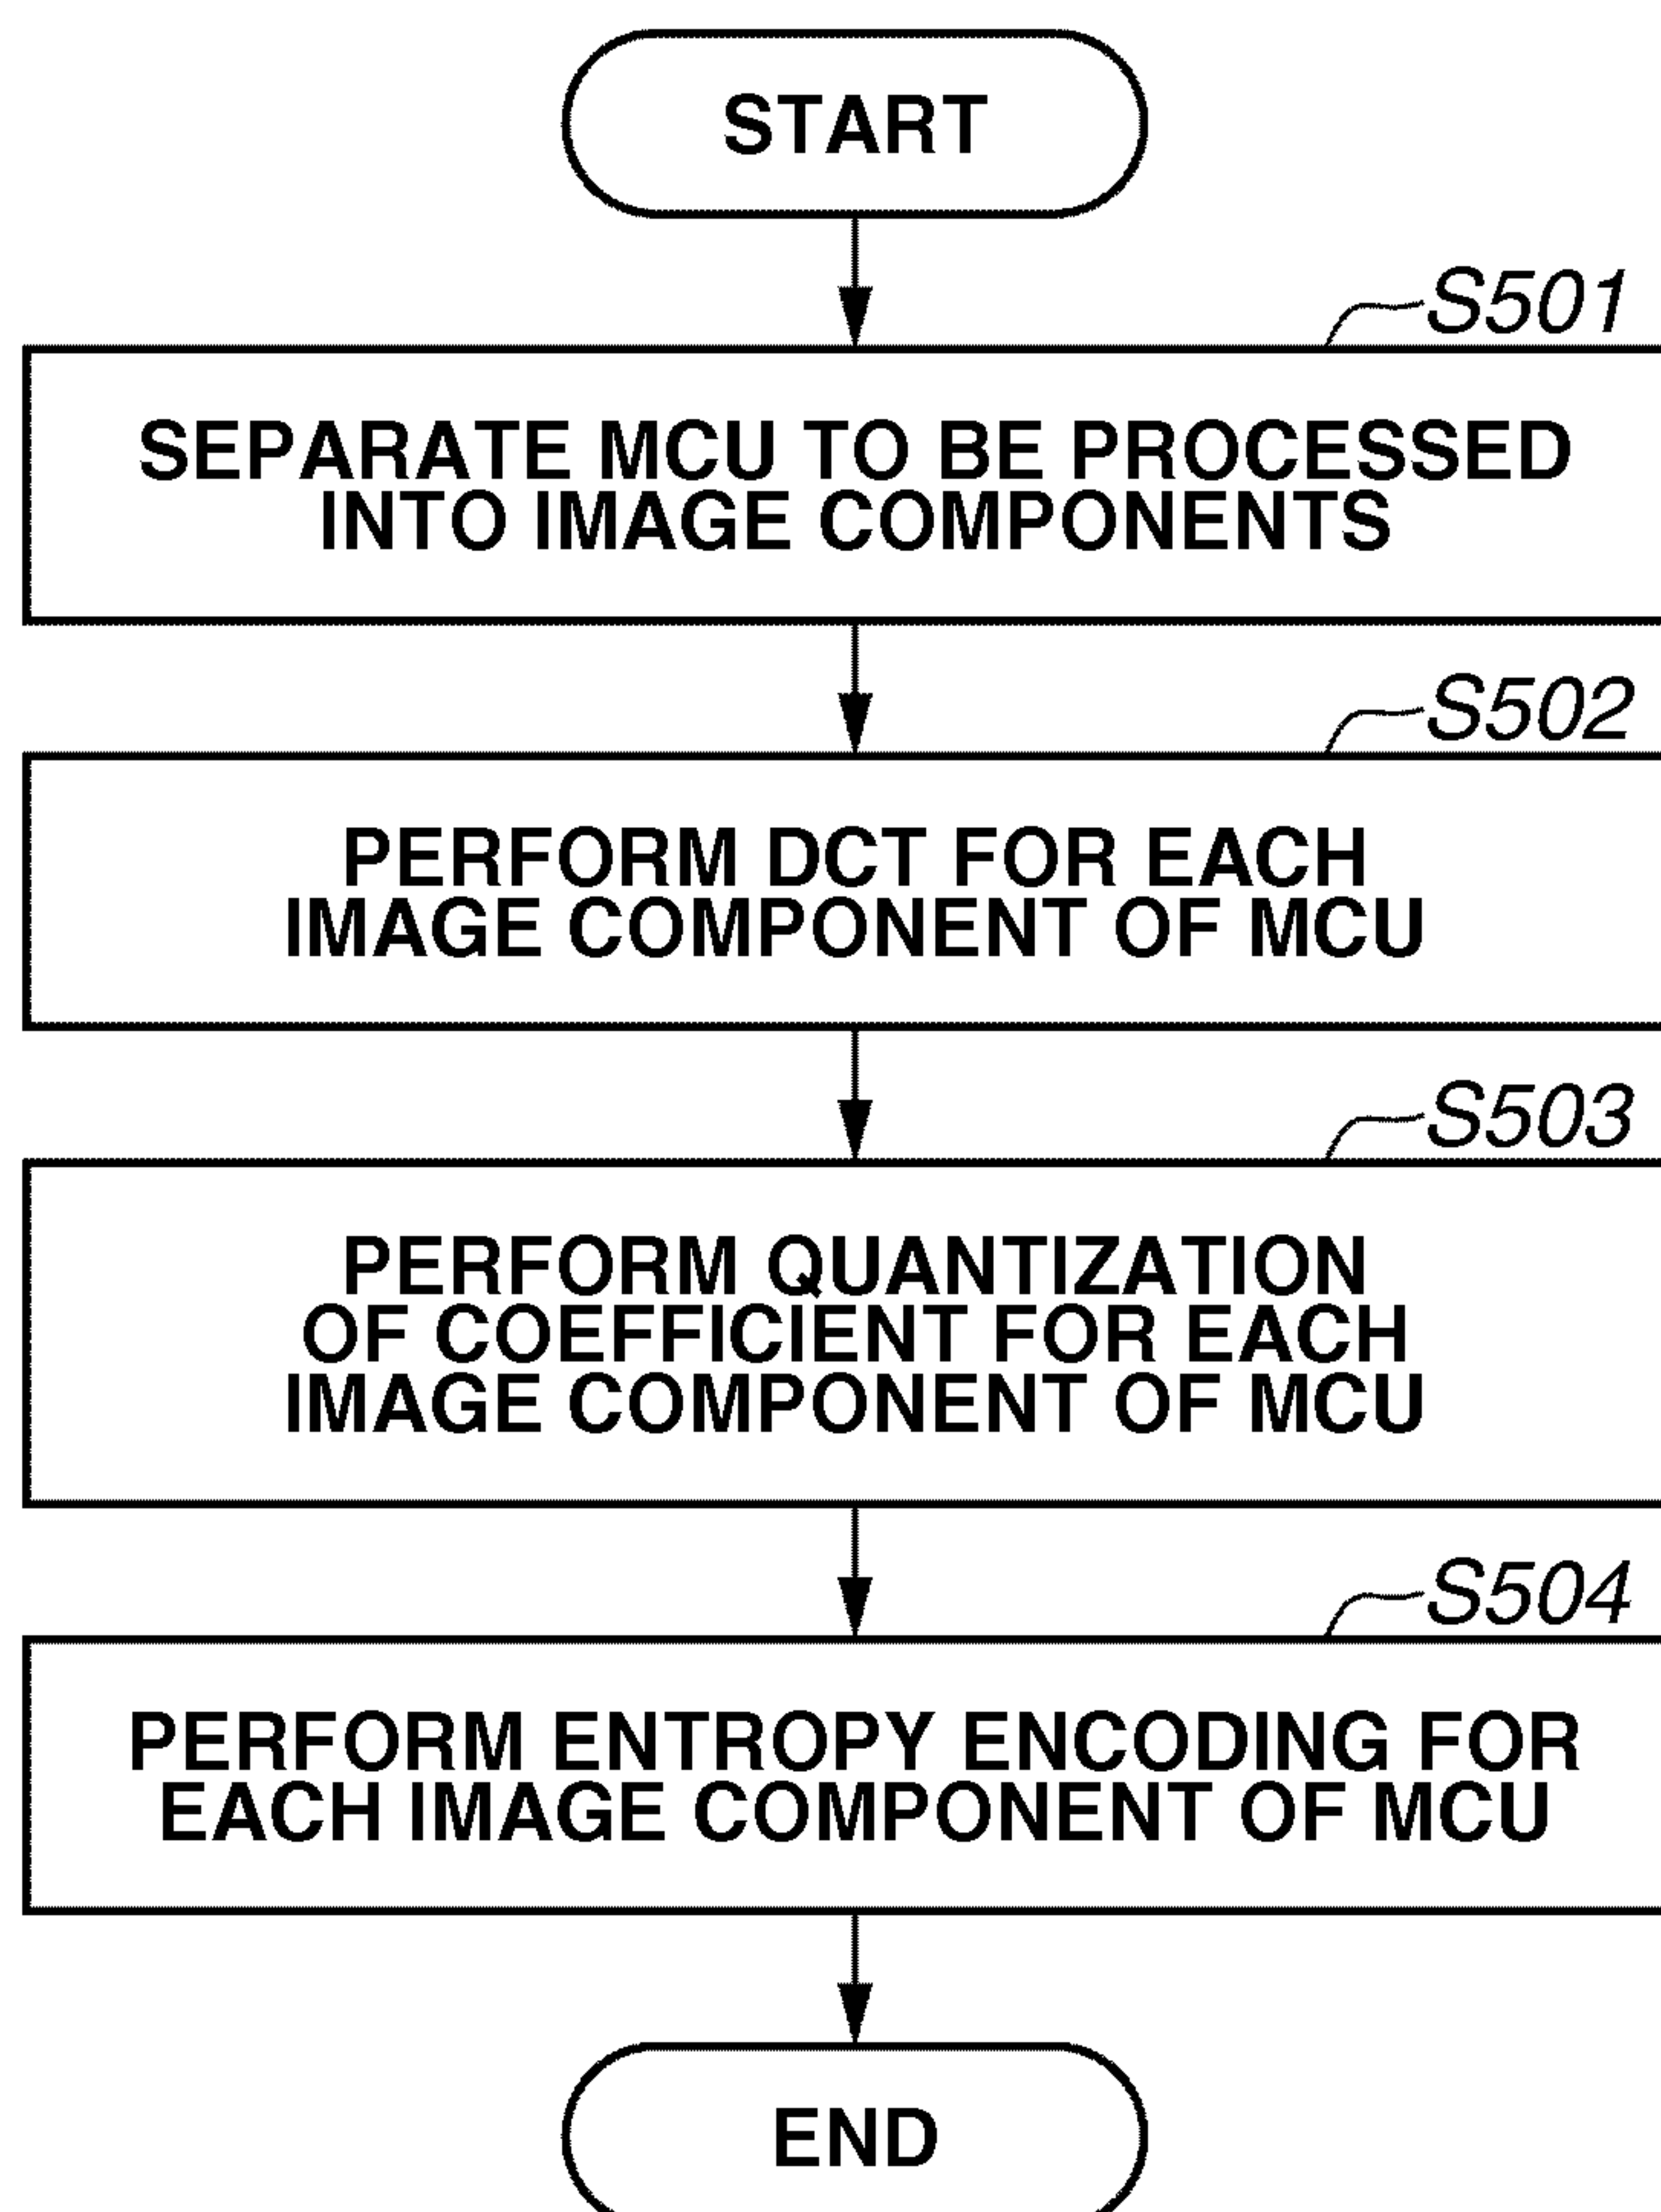 START
S501
SEPARATE MCU TO BE PROCESSED
INTO IMAGE COMPONENTS
S502
PERFORM DCT FOR EACH
IMAGE COMPONENT OF MCU
S503
PERFORM QUANTIZATION
OF COEFFICIENT FOR EACH
IMAGE COMPONENT OF MCU
S504
PERFORM ENTROPY ENCODING FOR
EACH IMAGE COMPONENT OF MCU
END